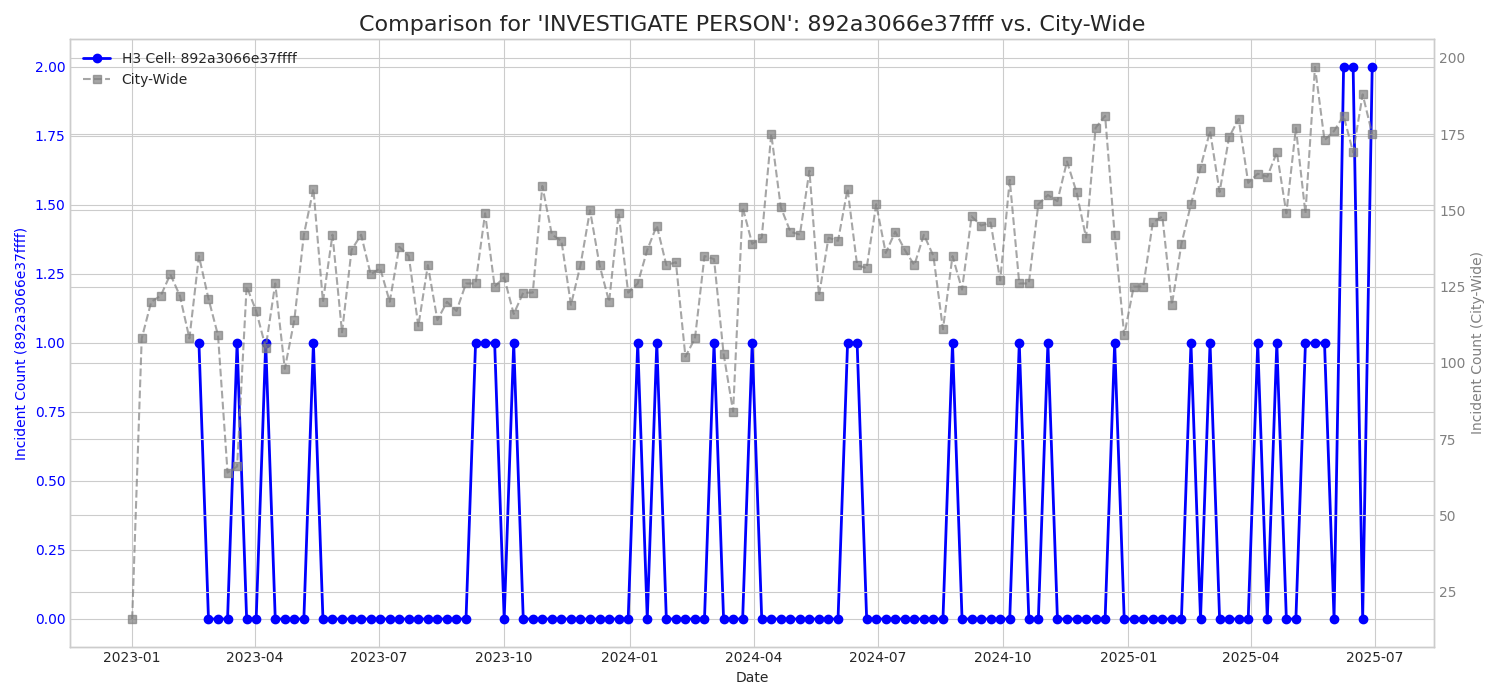 Comparison for 'INVESTIGATE PERSON': 892a3066e37ffff vs. City-Wide
H3 Cell: 892a3066e37ffff
City-Wide
Incident Count (892a3066e37ffff)
2.00
1.75
1.50
1.25
1.00
0.75
0.50
0.25
0.00
200
175
150
125
100
75
50
25
Incident Count (City-Wide)
2023-01 2023-04 2023-07 2023-10 2024-01 2024-04 2024-07 2024-10 2025-01 2025-04 2025-07
Date